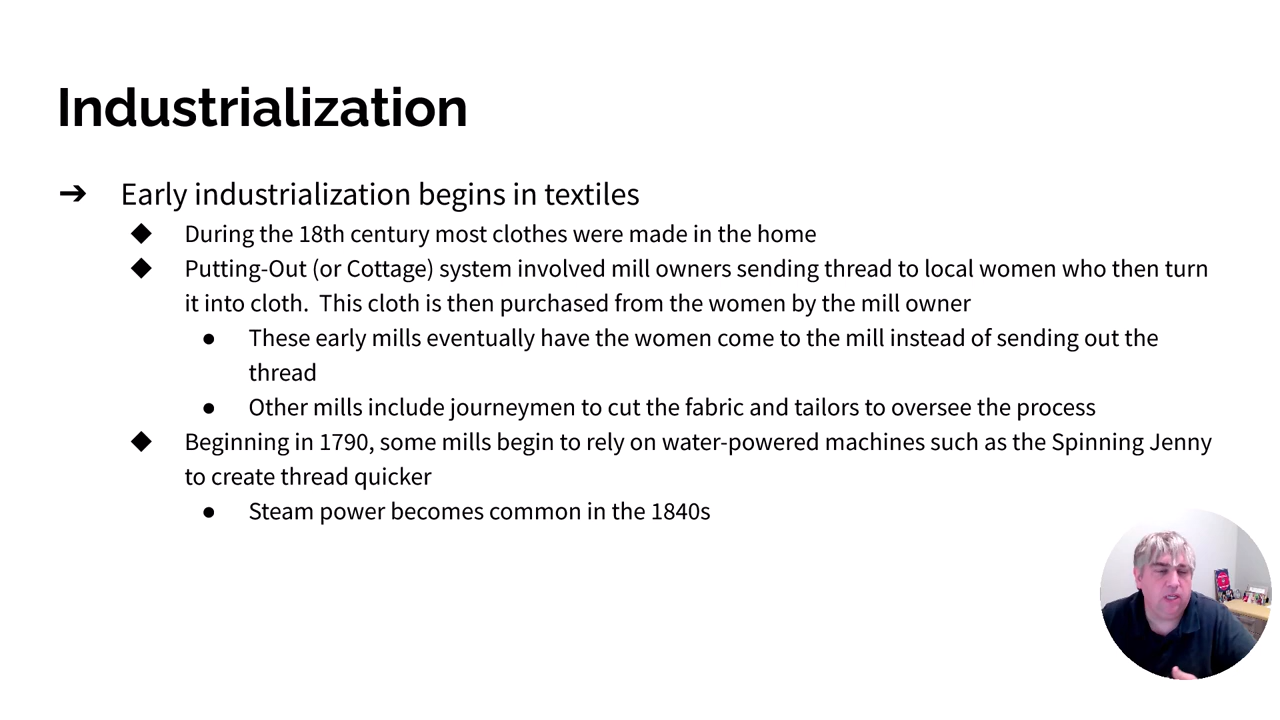 Industrialization
➔ Early industrialization begins in textiles
◆ During the 18th century most clothes were made in the home
◆ Putting-Out (or Cottage) system involved mill owners sending thread to local women who then turn
it into cloth.  This cloth is then purchased from the women by the mill owner
● These early mills eventually have the women come to the mill instead of sending out the
thread
● Other mills include journeymen to cut the fabric and tailors to oversee the process
◆ Beginning in 1790, some mills begin to rely on water-powered machines such as the Spinning Jenny
to create thread quicker
● Steam power becomes common in the 1840s